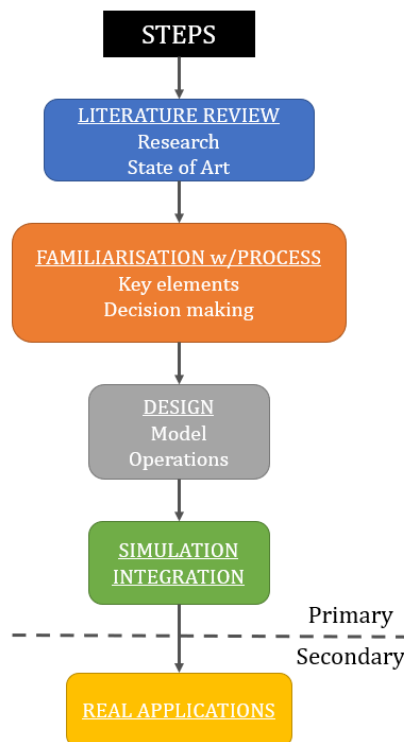 STEPS
LITERATURE REVIEW
Research
State of Art
FAMILIARISATION w/PROCESS
Key elements
Decision making
DESIGN
Model
Operations
SIMULATION
INTEGRATION
Primary
Secondary
REAL APPLICATIONS